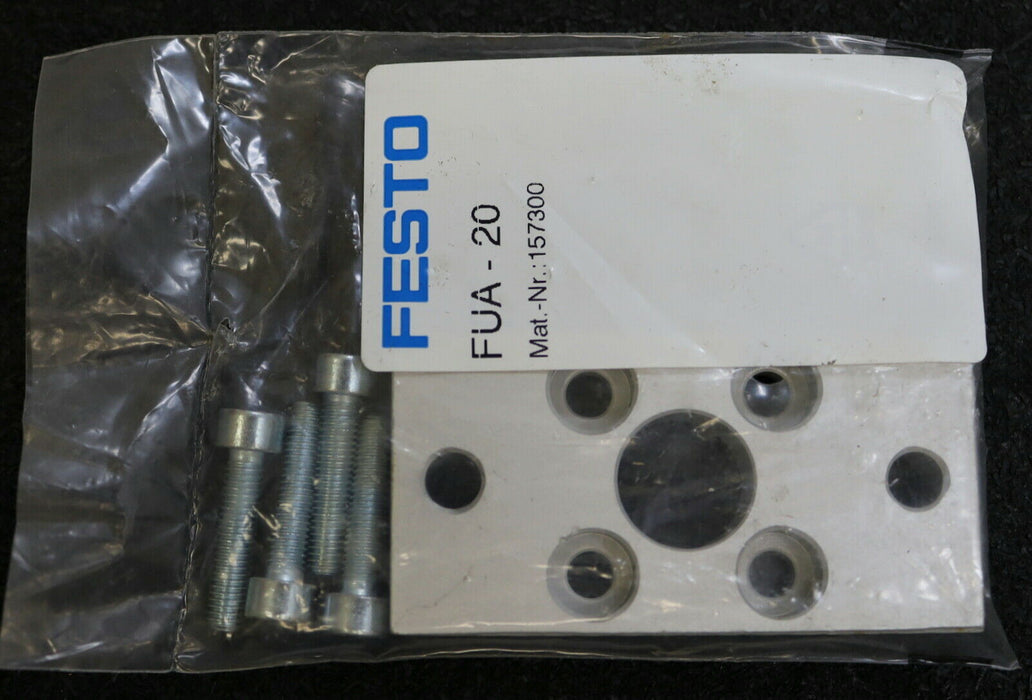 FESTO
FUA - 20
Mat.-Nr.:157300